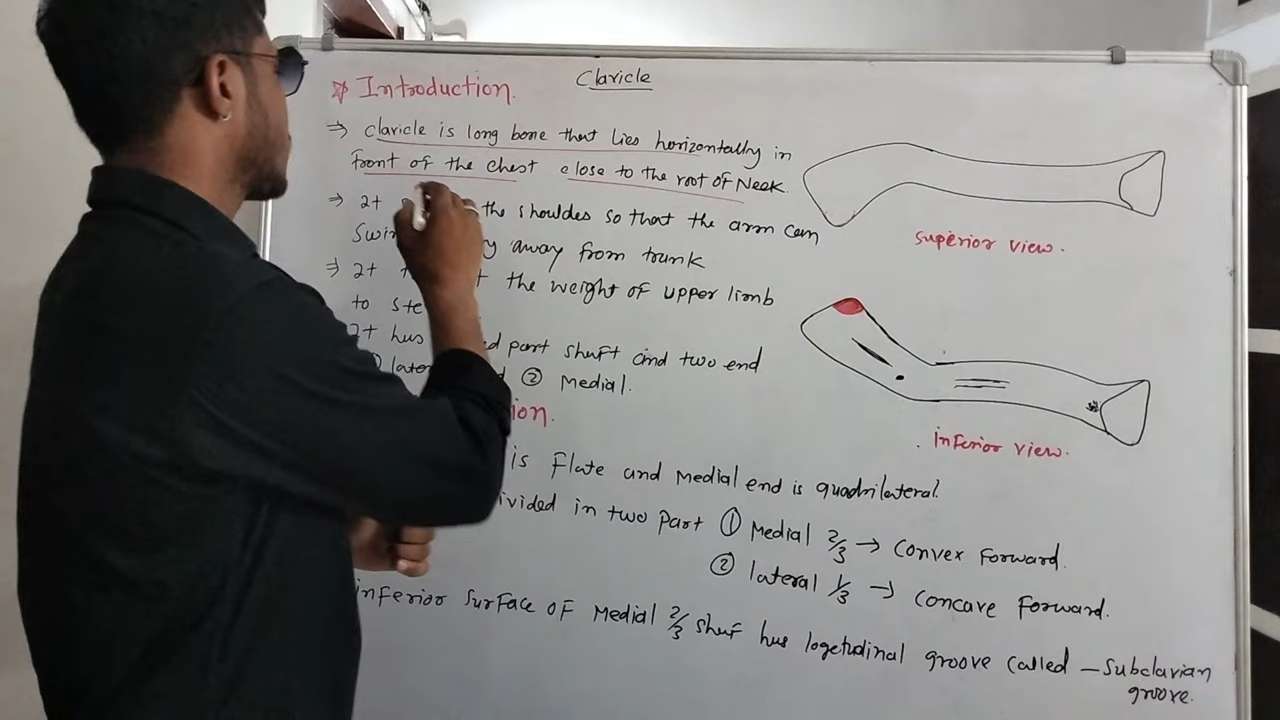 Clavicle
☆ Introduction.
⇒ clavicle is long bone that lies horizontally in
front of the chest close to the root of Neck.
⇒ 2t the shoulder so that the arm can
Swin away from trunk
⇒ 2t the weight of upper limb
to ste
2t has part shaft and two end
① late ② Medial.
ion.
is flate and medial end is quadrilateral.
ivided in two part ① Medial 2/3 → Convex Forward.
② lateral 1/3 → Concave Forward.
inferior Surface of Medial 2/3 Shaf has logetudinal groove called – Subclavian
groove.
Superior view.
inferior view.